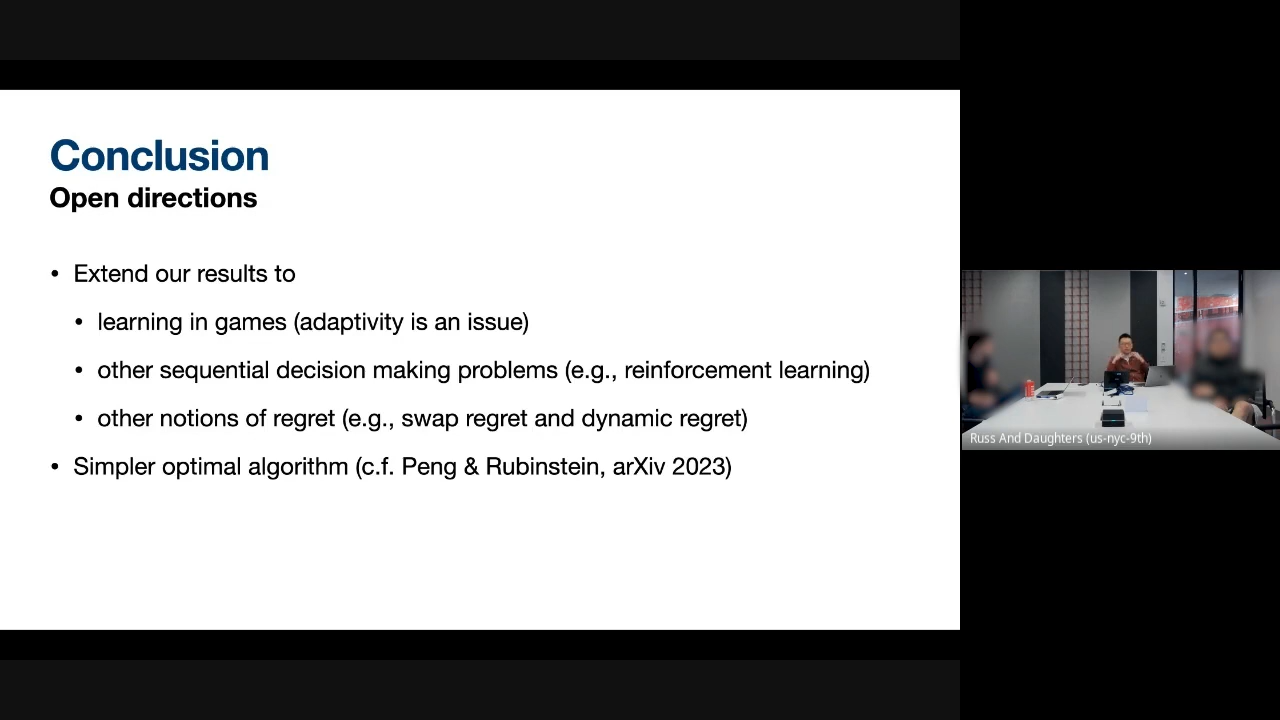 Conclusion
Open directions
• Extend our results to
• learning in games (adaptivity is an issue)
• other sequential decision making problems (e.g., reinforcement learning)
• other notions of regret (e.g., swap regret and dynamic regret)
• Simpler optimal algorithm (c.f. Peng & Rubinstein, arXiv 2023)
Russ And Daughters (us-nyc-9th)